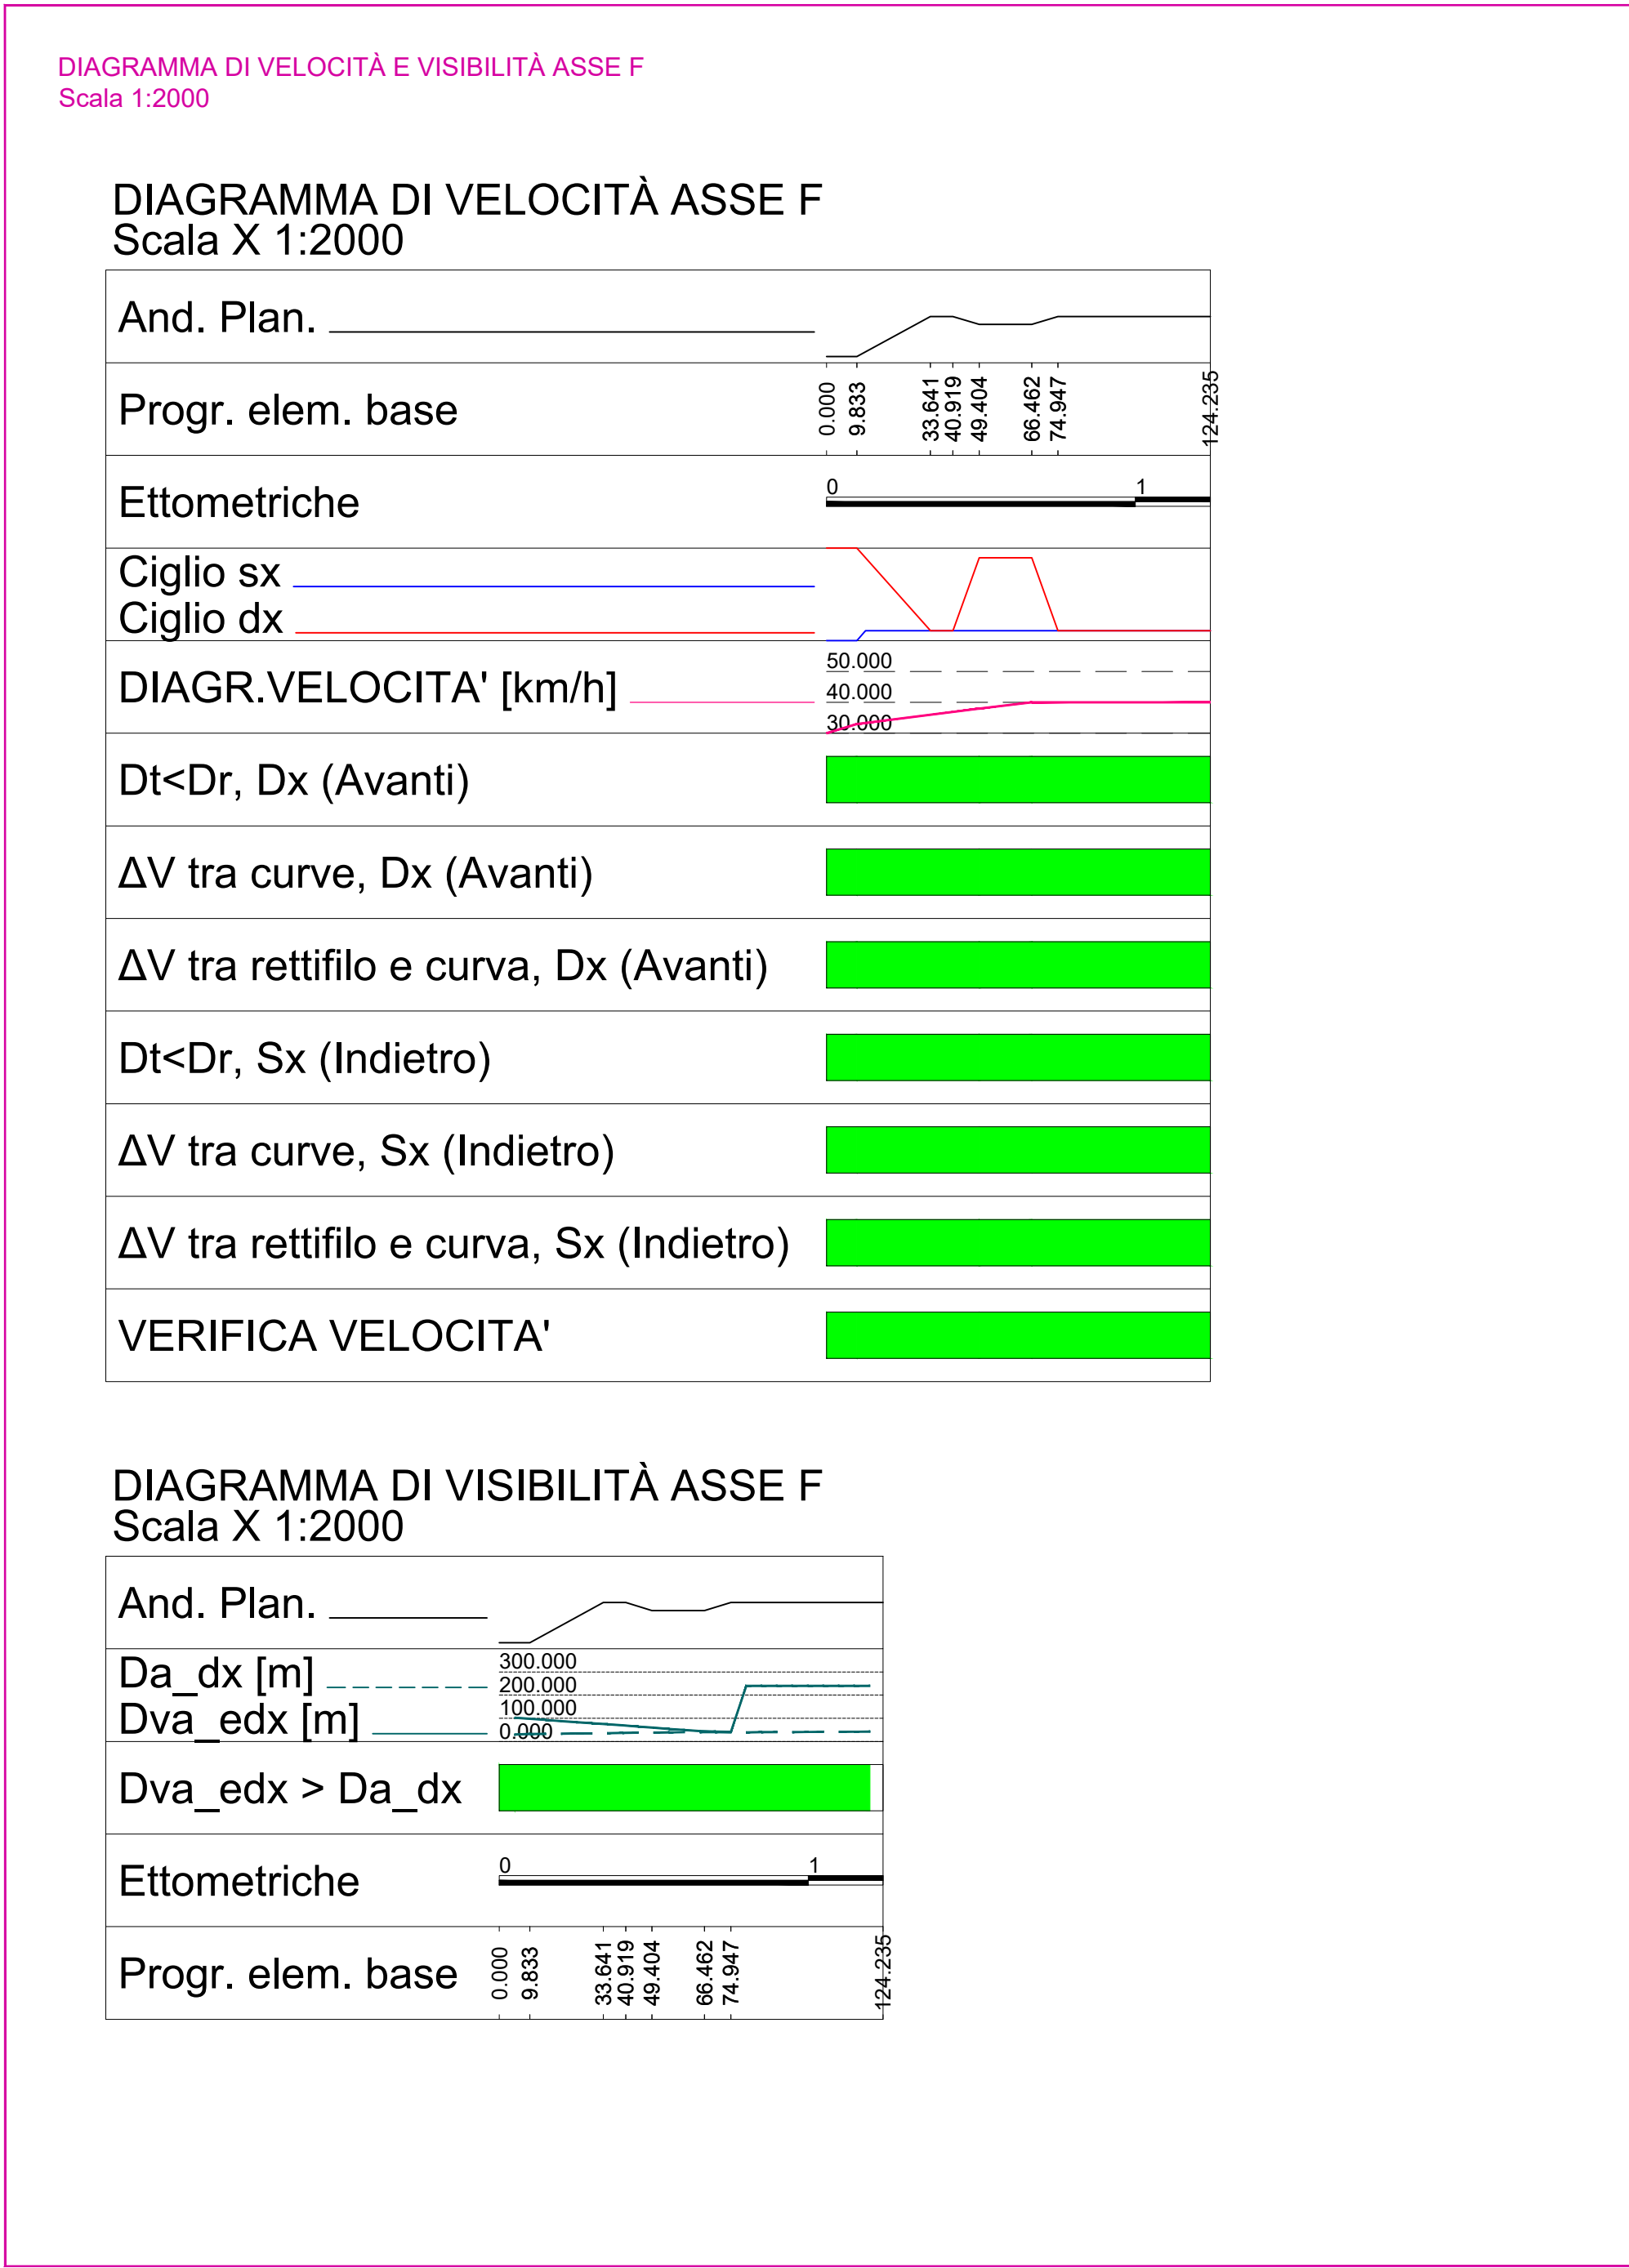 DIAGRAMMA DI VELOCITÀ E VISIBILITÀ ASSE F
Scala 1:2000
DIAGRAMMA DI VELOCITÀ ASSE F
Scala X 1:2000
And. Plan.
Progr. elem. base
0.000
9.833
33.641
40.919
49.404
66.462
74.947
124.235
Ettometriche
0 1
Ciglio sx
Ciglio dx
DIAGR.VELOCITA' [km/h]
50.000
40.000
30.000
Dt<Dr, Dx (Avanti)
ΔV tra curve, Dx (Avanti)
ΔV tra rettifilo e curva, Dx (Avanti)
Dt<Dr, Sx (Indietro)
ΔV tra curve, Sx (Indietro)
ΔV tra rettifilo e curva, Sx (Indietro)
VERIFICA VELOCITA'
DIAGRAMMA DI VISIBILITÀ ASSE F
Scala X 1:2000
And. Plan.
Da_dx [m]
Dva_edx [m]
300.000
200.000
100.000
0.000
Dva_edx > Da_dx
Ettometriche
0 1
Progr. elem. base
0.000
9.833
33.641
40.919
49.404
66.462
74.947
124.235